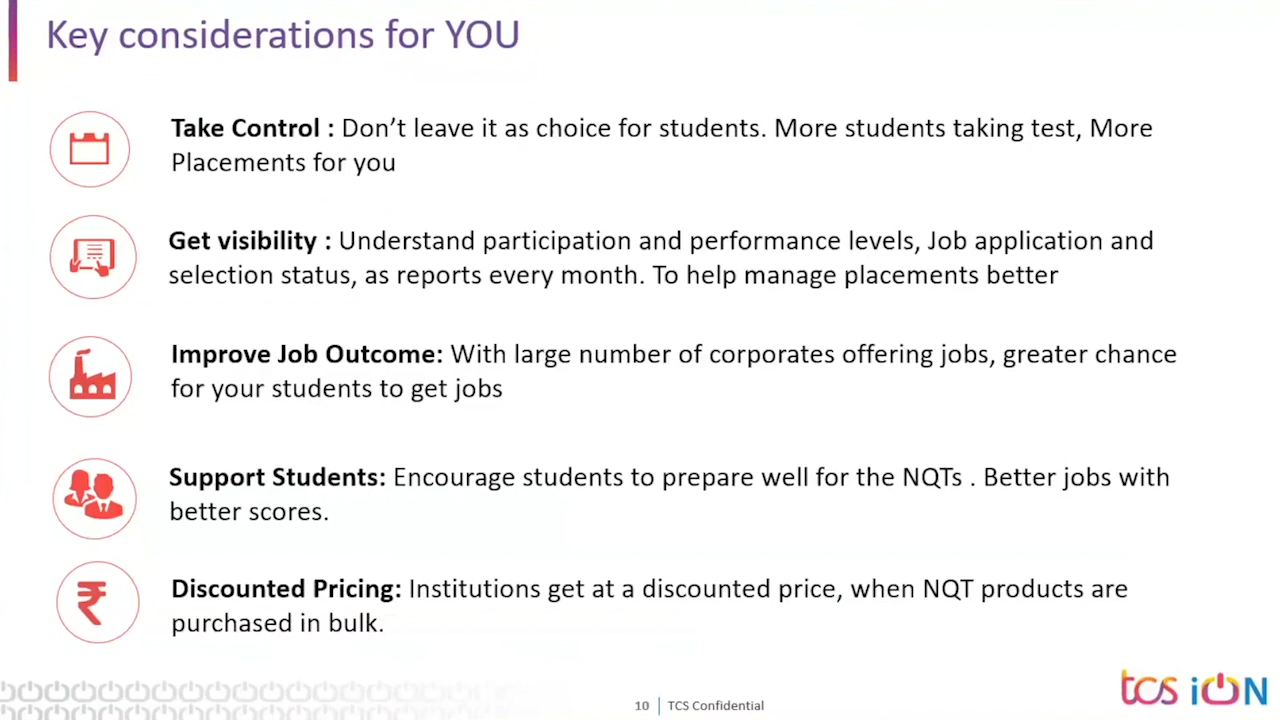 Key considerations for YOU
Take Control : Don’t leave it as choice for students. More students taking test, More
Placements for you
Get visibility : Understand participation and performance levels, Job application and
selection status, as reports every month. To help manage placements better
Improve Job Outcome: With large number of corporates offering jobs, greater chance
for your students to get jobs
Support Students: Encourage students to prepare well for the NQTs . Better jobs with
better scores.
₹
Discounted Pricing: Institutions get at a discounted price, when NQT products are
purchased in bulk.
10 | TCS Confidential
tcs iON